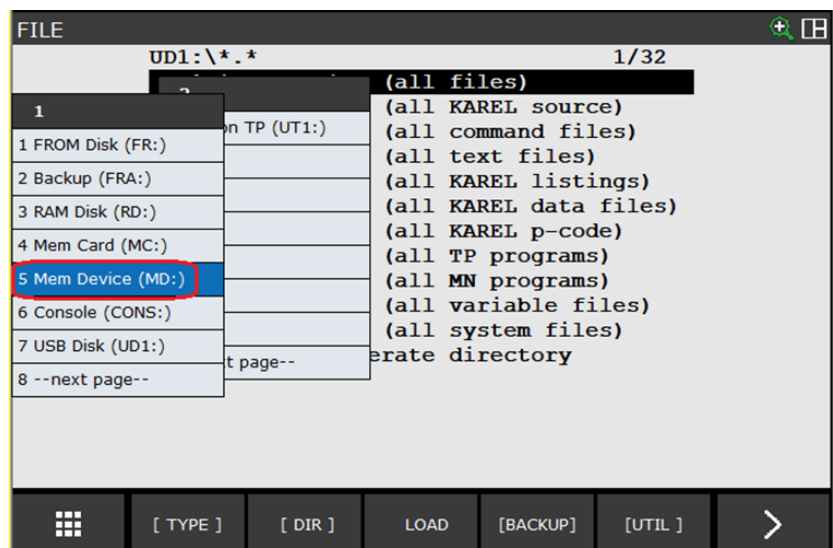 FILE
UD1:\*.* 1/32
(all files)
1
(all KAREL source)
1 FROM Disk (FR:)
TP (UT1:)
(all command files)
2 Backup (FRA:)
(all text files)
(all KAREL listings)
3 RAM Disk (RD:)
(all KAREL data files)
4 Mem Card (MC:)
(all KAREL p-code)
(all TP programs)
5 Mem Device (MD:)
(all MN programs)
6 Console (CONS:)
(all variable files)
(all system files)
7 USB Disk (UD1:)
page--
directory
8 --next page--
[ TYPE ] [ DIR ] LOAD [BACKUP] [UTIL ] >